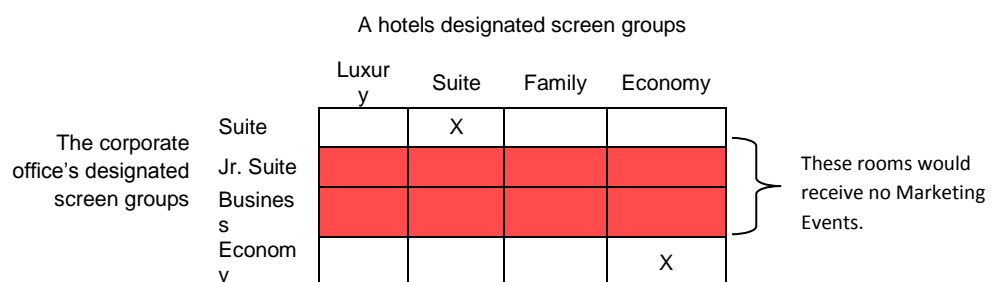 A hotels designated screen groups
Luxur
y
Suite
Family
Economy
The corporate
office's designated
screen groups
Suite
X
Jr. Suite
Busines
s
Econom
y
X
These rooms would
receive no Marketing
Events.